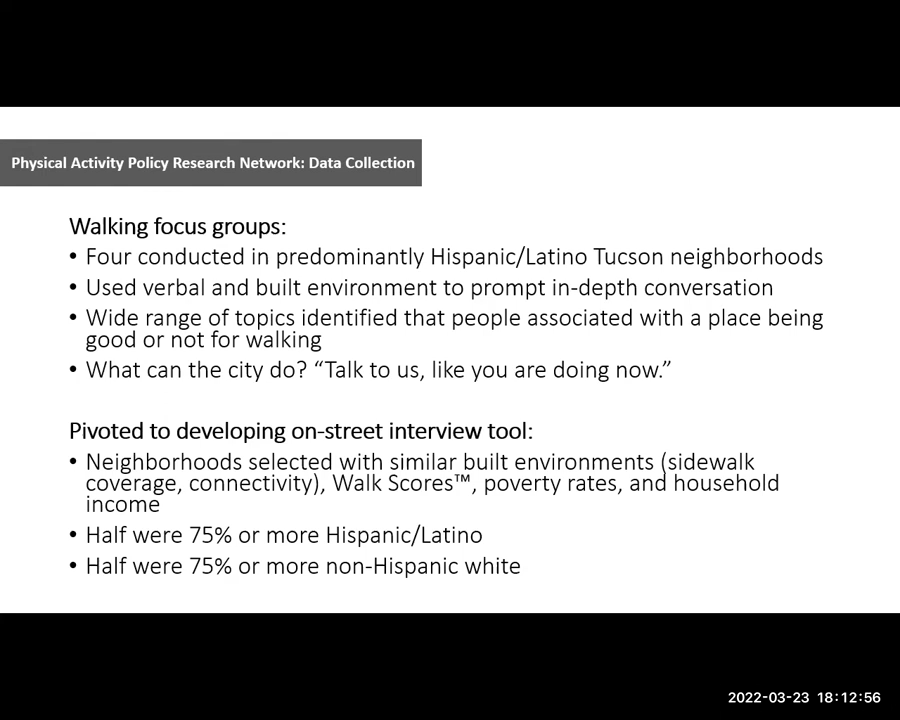 Physical Activity Policy Research Network: Data Collection
Walking focus groups:
• Four conducted in predominantly Hispanic/Latino Tucson neighborhoods
• Used verbal and built environment to prompt in-depth conversation
• Wide range of topics identified that people associated with a place being
good or not for walking
• What can the city do? “Talk to us, like you are doing now.”
Pivoted to developing on-street interview tool:
• Neighborhoods selected with similar built environments (sidewalk
coverage, connectivity), Walk Scores™, poverty rates, and household
income
• Half were 75% or more Hispanic/Latino
• Half were 75% or more non-Hispanic white
2022-03-23 18:12:56